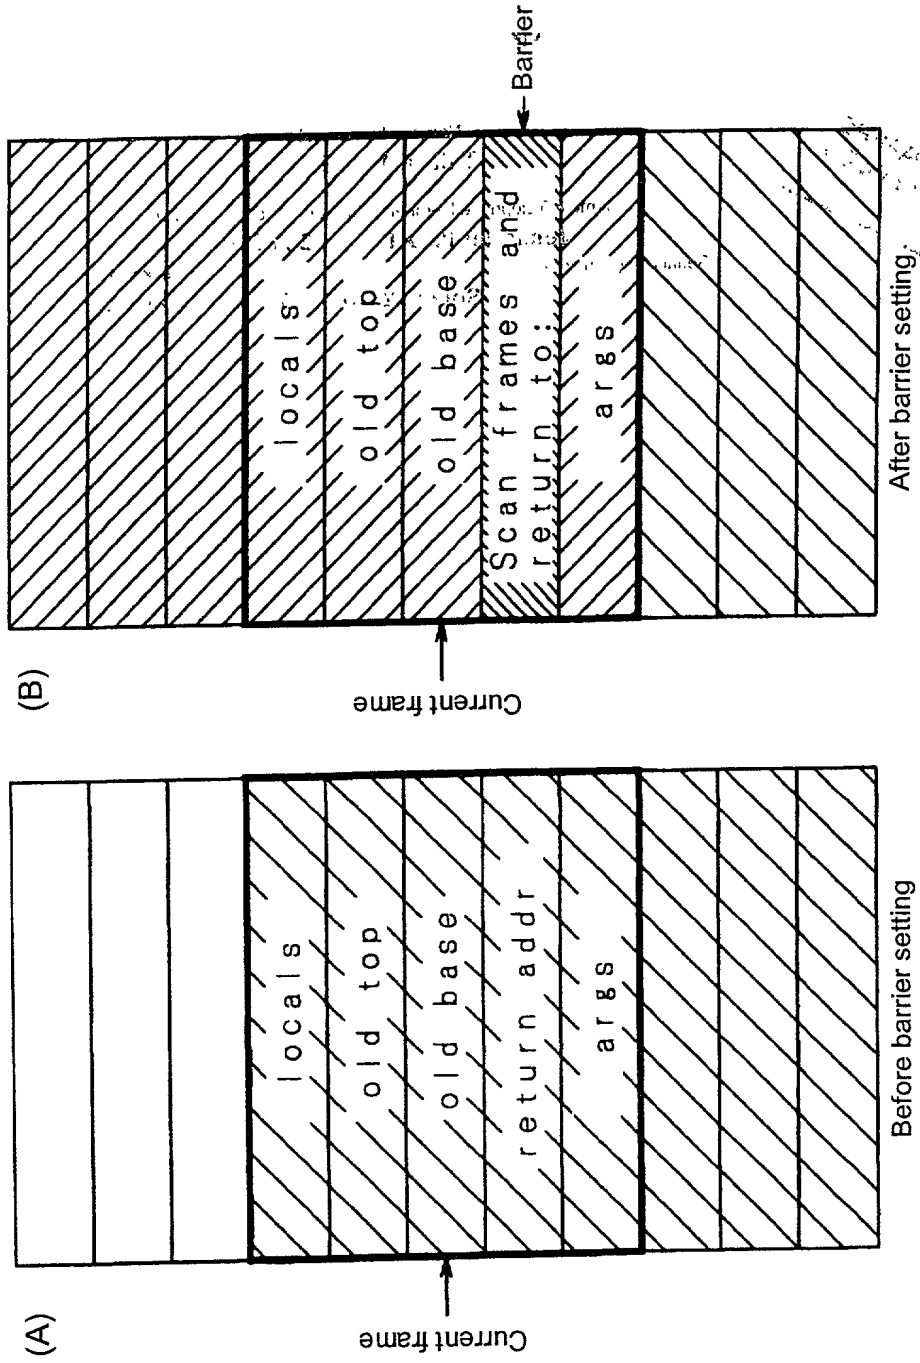 (A)
Current frame
locals
old top
old base
return addr
args
Before barrier setting
(B)
Current frame
locals
old top
old base
Scan frames and
return to:
args
Barrier
After barrier setting